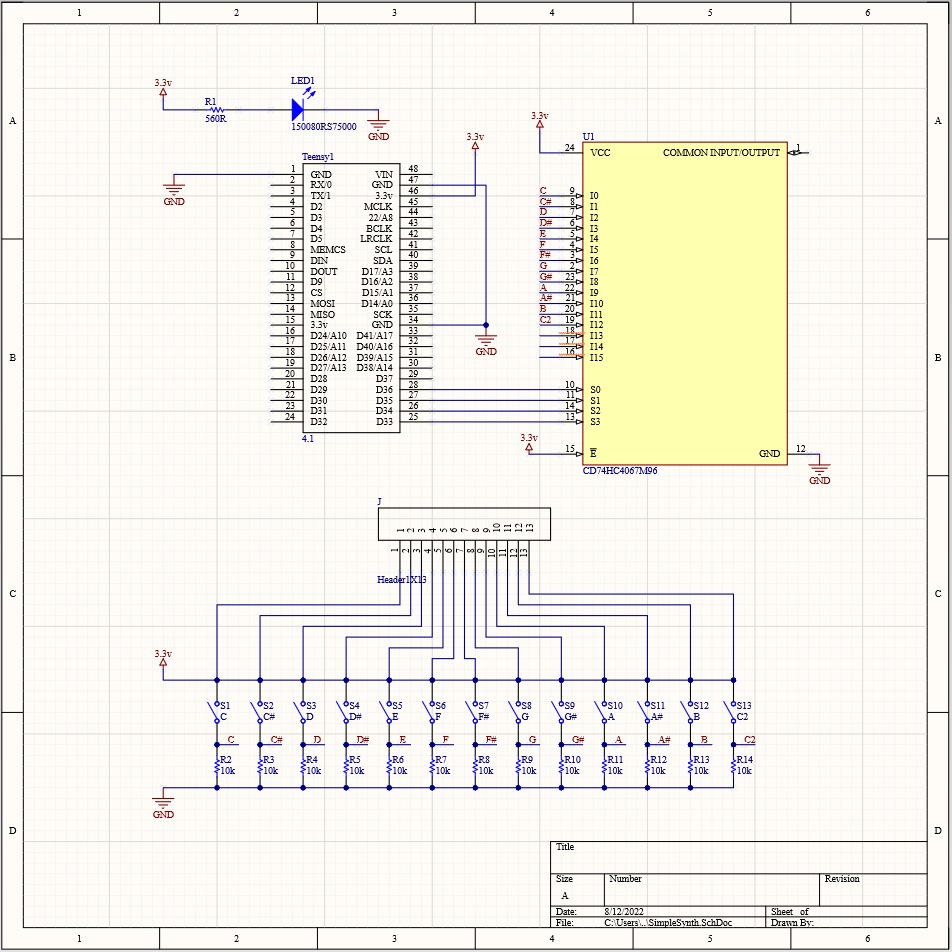 1 2 3 4 5 6
A A
B B
C C
D D
3.3v
R1
560R
LED1
150080RS75000
GND
3.3v
3.3v
Teensy1
GND
1 GND VIN 48
2 RX/0 GND 47
3 TX/1 3.3v 46
4 D2 MCLK 45
5 D3 22/A8 44
6 D4 BCLK 43
7 D5 LRCLK 42
8 MEMCS SCL 41
9 DIN SDA 40
10 DOUT D17/A3 39
11 D9 D16/A2 38
12 CS D15/A1 37
13 MOSI D14/A0 36
14 MISO SCK 35
15 3.3v GND 34
16 D24/A10 D41/A17 33
17 D25/A11 D40/A16 32
18 D26/A12 D39/A15 31
19 D27/A13 D38/A14 30
20 D28 D37 29
21 D29 D36 28
22 D30 D35 27
23 D31 D34 26
24 D32 D33 25
4.1
GND
U1
24 VCC COMMON INPUT/OUTPUT 1
C 9 I0
C# 8 I1
D 7 I2
D# 6 I3
E 5 I4
F 4 I5
F# 3 I6
G 2 I7
G# 23 I8
A 22 I9
A# 21 I10
B 20 I11
C2 19 I12
18 I13
17 I14
16 I15
10 S0
11 S1
14 S2
13 S3
3.3v
15 E GND 12
CD74HC4067M96
GND
J
1 2 3 4 5 6 7 8 9 10 11 12 13
1 2 3 4 5 6 7 8 9 10 11 12 13
Header1X13
3.3v
S1 S2 S3 S4 S5 S6 S7 S8 S9 S10 S11 S12 S13
C C# D D# E F F# G G# A A# B C2
C C# D D# E F F# G G# A A# B C2
R2 R3 R4 R5 R6 R7 R8 R9 R10 R11 R12 R13 R14
10k 10k 10k 10k 10k 10k 10k 10k 10k 10k 10k 10k 10k
GND
Title
Size Number Revision
A
Date: 8/12/2022 Sheet of
File: C:\Users\..\SimpleSynth.SchDoc Drawn By:
1 2 3 4 5 6